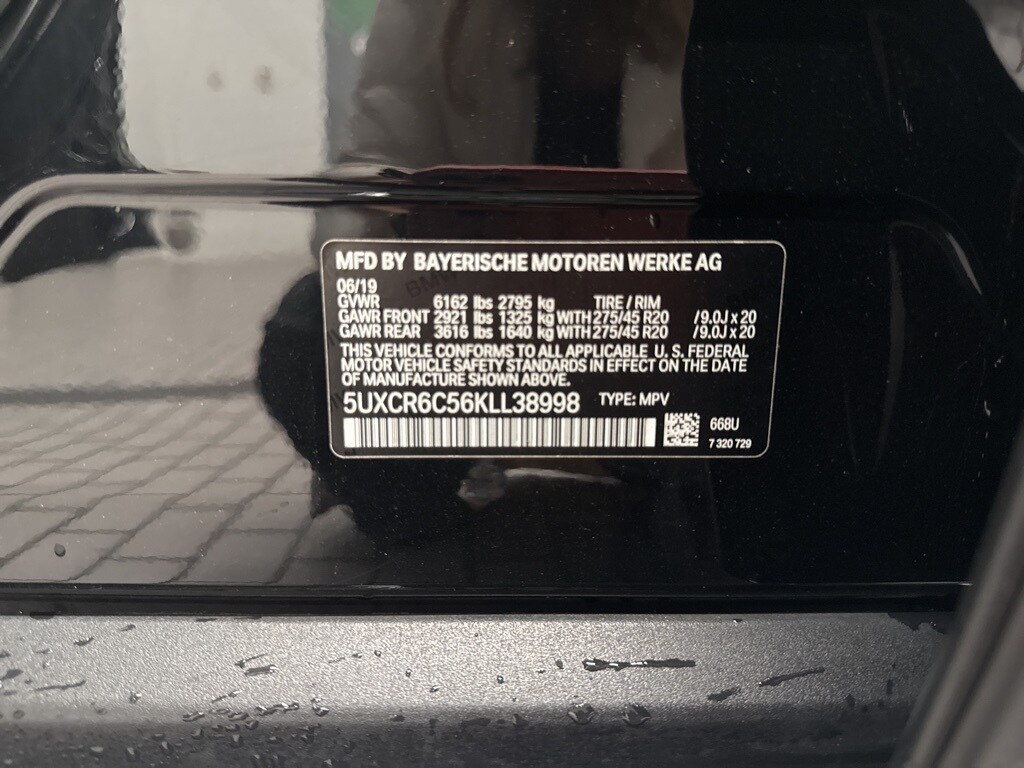 MFD BY BAYERISCHE MOTOREN WERKE AG
06/19
GVWR 6162 lbs 2795 kg TIRE / RIM
GAWR FRONT 2921 lbs 1325 kg WITH 275/45 R20 /9.0J x 20
GAWR REAR 3616 lbs 1640 kg WITH 275/45 R20 /9.0J x 20
THIS VEHICLE CONFORMS TO ALL APPLICABLE U. S. FEDERAL
MOTOR VEHICLE SAFETY STANDARDS IN EFFECT ON THE DATE
OF MANUFACTURE SHOWN ABOVE.
5UXCR6C56KLL38998 TYPE: MPV
668U
7 320 729